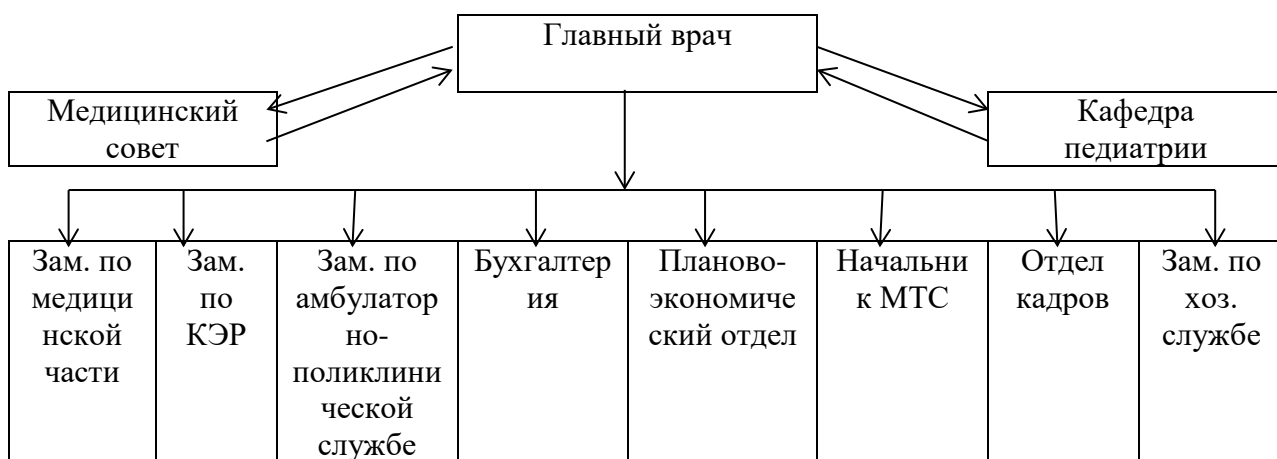 Главный врач
Медицинский
совет
Кафедра
педиатрии
Зам. по
медици
нской
части
Зам.
по
КЭР
Зам. по
амбулатор
но-
поликлини
ческой
службе
Бухгалтер
ия
Планово-
экономиче
ский отдел
Начальни
к МТС
Отдел
кадров
Зам. по
хоз.
службе